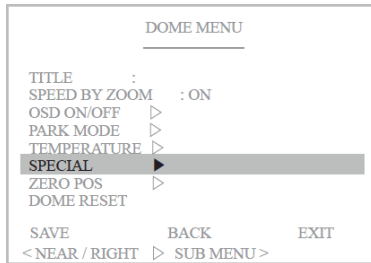 DOME MENU
TITLE :
SPEED BY ZOOM : ON
OSD ON/OFF ▷
PARK MODE ▷
TEMPERATURE ▷
SPECIAL ▶
ZERO POS ▷
DOME RESET
SAVE BACK EXIT
< NEAR / RIGHT ▷ SUB MENU >